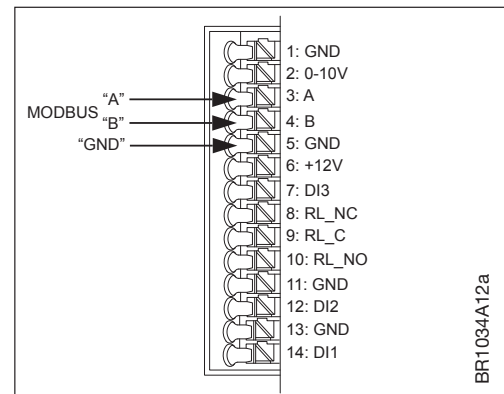 1: GND
2: 0-10V
“A” 3: A
MODBUS “B” 4: B
“GND” 5: GND
6: +12V
7: DI3
8: RL_NC
9: RL_C
10: RL_NO
11: GND
12: DI2
13: GND
14: DI1
BR1034A12a